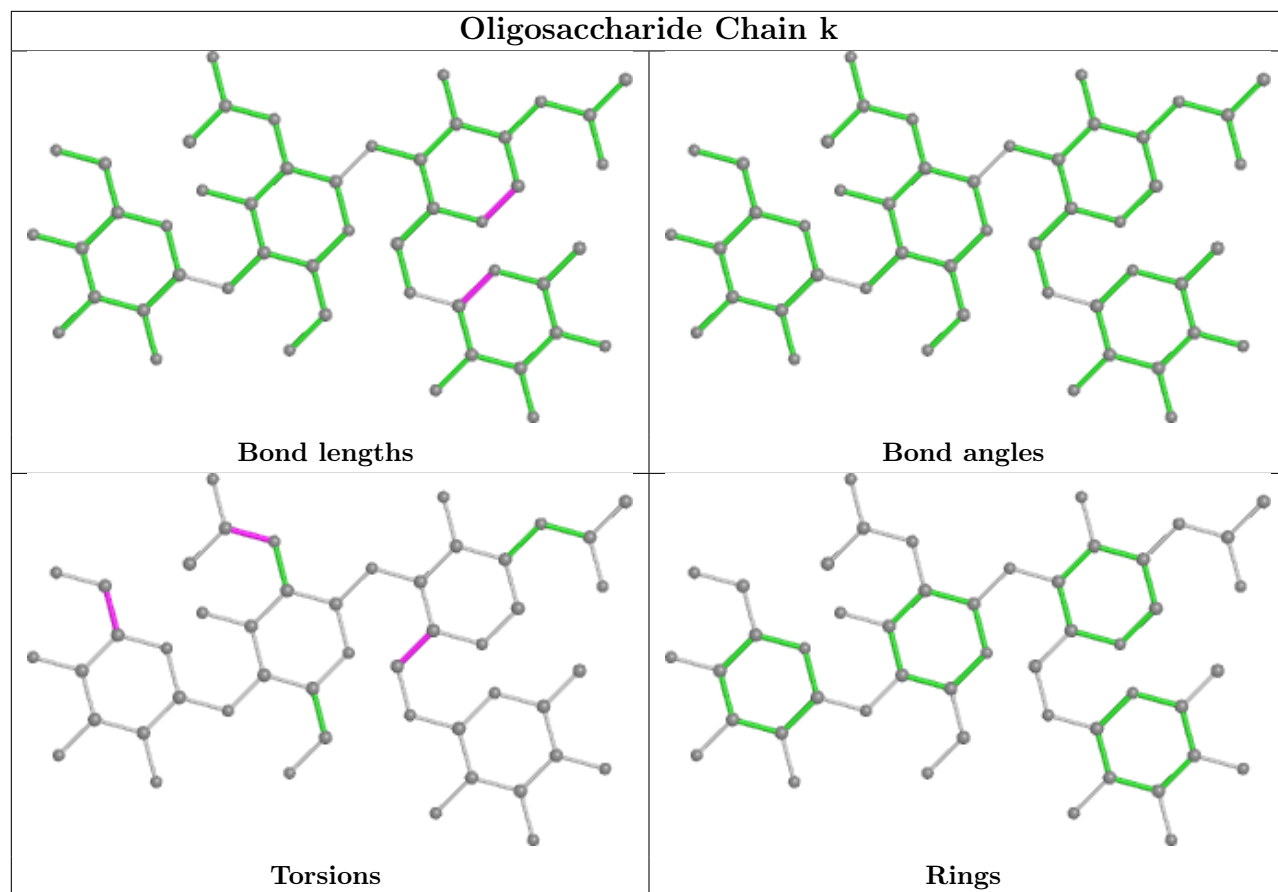 Oligosaccharide Chain k
Bond lengths
Bond angles
Torsions
Rings